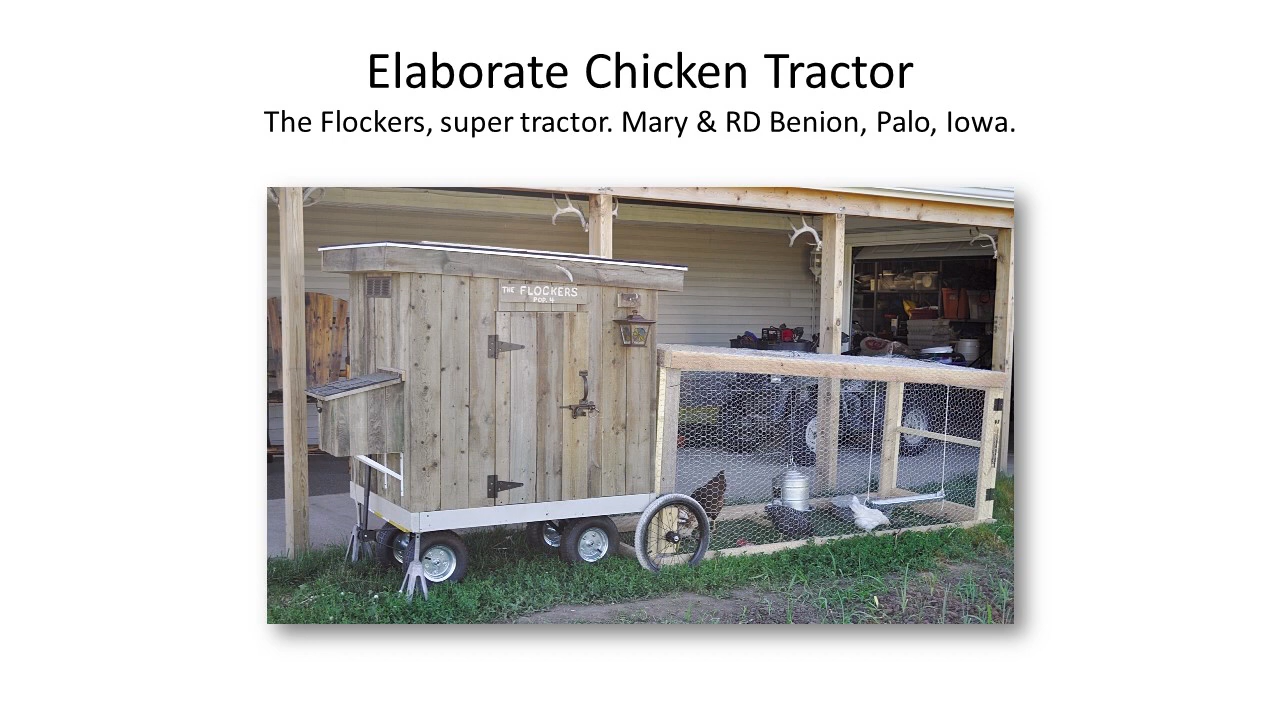 Elaborate Chicken Tractor
The Flockers, super tractor. Mary & RD Benion, Palo, Iowa.
THE FLOCKERS
POP. 4